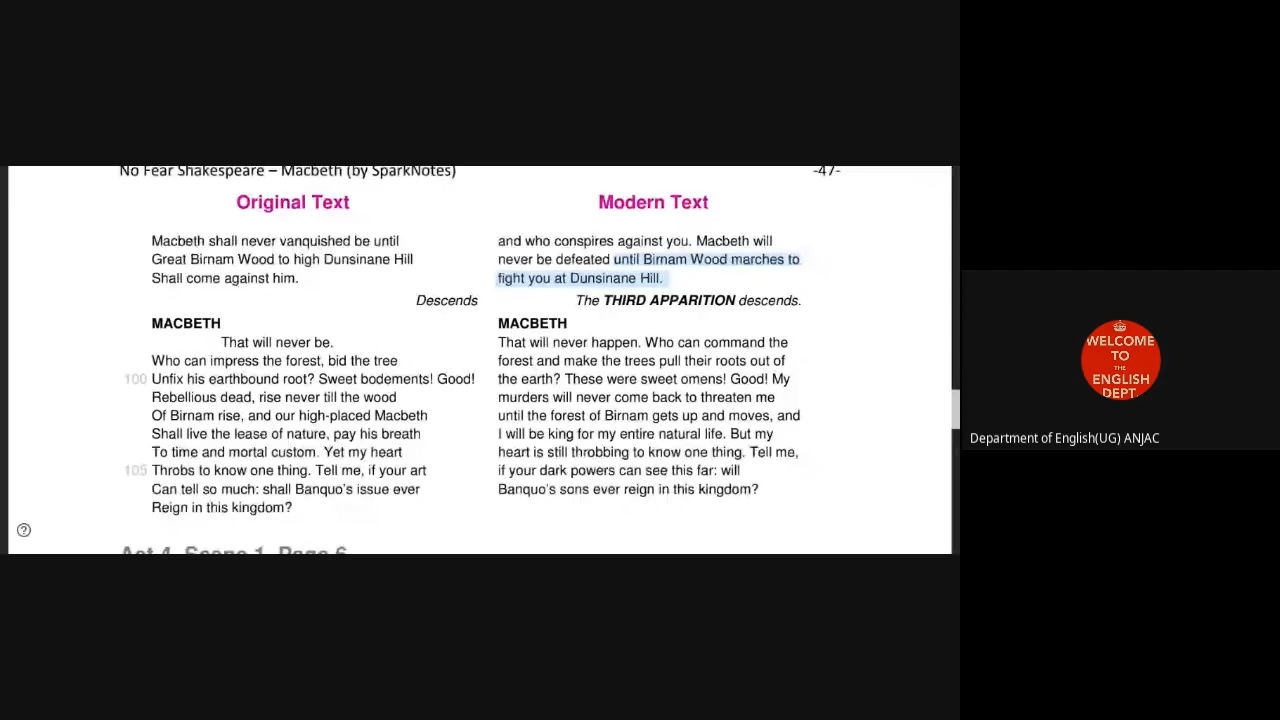 No Fear Shakespeare – Macbeth (by SparkNotes)
-47-
Original Text
Modern Text
Macbeth shall never vanquished be until
Great Birnam Wood to high Dunsinane Hill
Shall come against him.
Descends
MACBETH
That will never be.
Who can impress the forest, bid the tree
100 Unfix his earthbound root? Sweet bodements! Good!
Rebellious dead, rise never till the wood
Of Birnam rise, and our high-placed Macbeth
Shall live the lease of nature, pay his breath
To time and mortal custom. Yet my heart
105 Throbs to know one thing. Tell me, if your art
Can tell so much: shall Banquo's issue ever
Reign in this kingdom?
and who conspires against you. Macbeth will
never be defeated until Birnam Wood marches to
fight you at Dunsinane Hill.
The THIRD APPARITION descends.
MACBETH
That will never happen. Who can command the
forest and make the trees pull their roots out of
the earth? These were sweet omens! Good! My
murders will never come back to threaten me
until the forest of Birnam gets up and moves, and
I will be king for my entire natural life. But my
heart is still throbbing to know one thing. Tell me,
if your dark powers can see this far: will
Banquo's sons ever reign in this kingdom?
Act 4, Scene 1, Page 6
WELCOME
TO
THE
ENGLISH
DEPT.
Department of English(UG) ANJAC